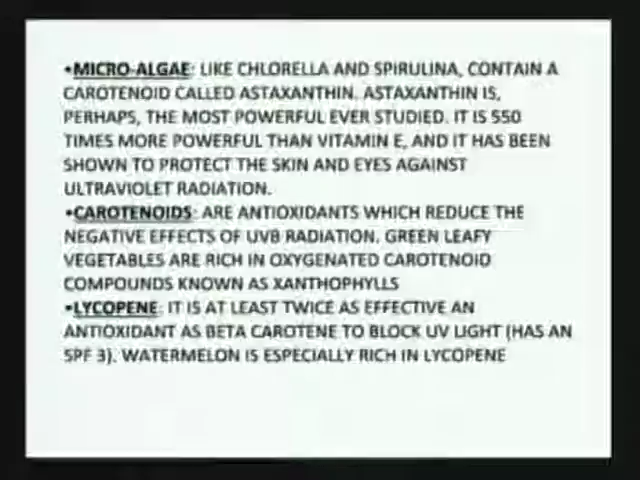 •MICRO-ALGAE: LIKE CHLORELLA AND SPIRULINA, CONTAIN A
CAROTENOID CALLED ASTAXANTHIN. ASTAXANTHIN IS,
PERHAPS, THE MOST POWERFUL EVER STUDIED. IT IS 550
TIMES MORE POWERFUL THAN VITAMIN E, AND IT HAS BEEN
SHOWN TO PROTECT THE SKIN AND EYES AGAINST
ULTRAVIOLET RADIATION.
•CAROTENOIDS: ARE ANTIOXIDANTS WHICH REDUCE THE
NEGATIVE EFFECTS OF UVB RADIATION. GREEN LEAFY
VEGETABLES ARE RICH IN OXYGENATED CAROTENOID
COMPOUNDS KNOWN AS XANTHOPHYLLS
•LYCOPENE: IT IS AT LEAST TWICE AS EFFECTIVE AN
ANTIOXIDANT AS BETA CAROTENE TO BLOCK UV LIGHT (HAS AN
SPF 3). WATERMELON IS ESPECIALLY RICH IN LYCOPENE